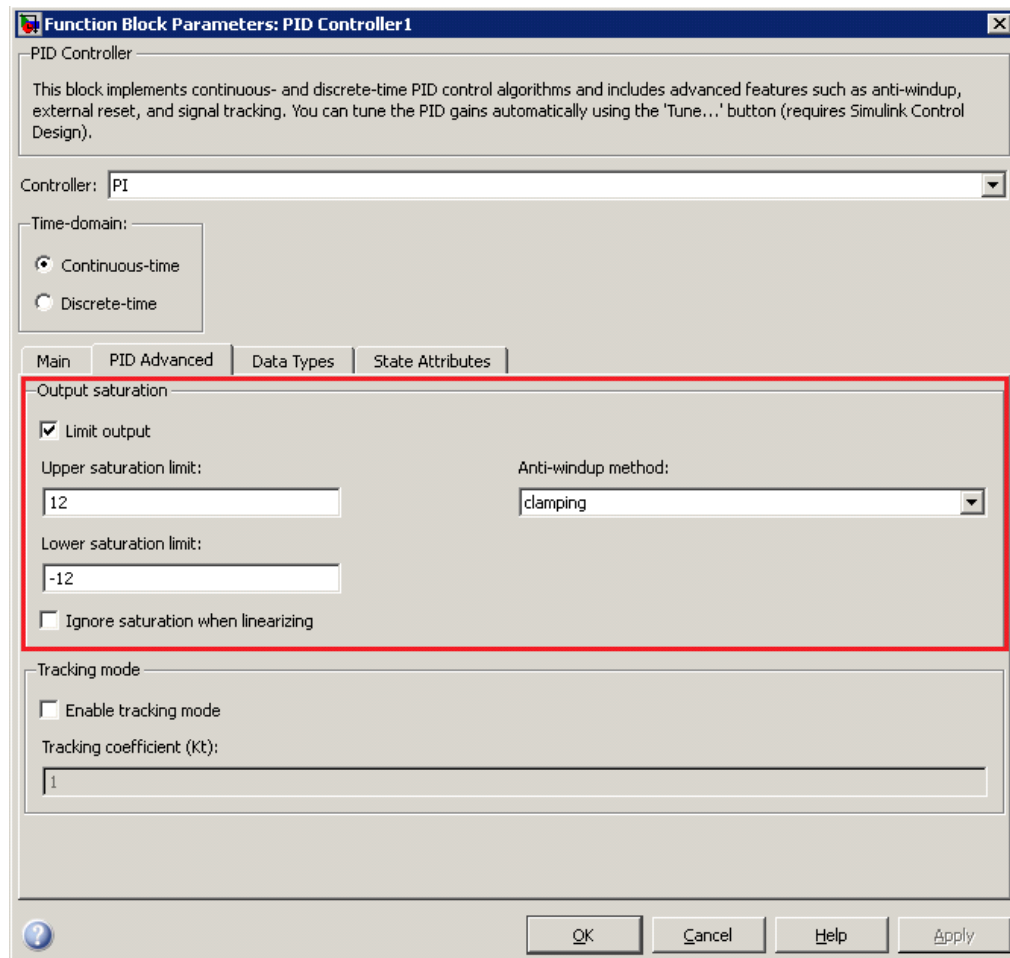 Function Block Parameters: PID Controller1
PID Controller
This block implements continuous- and discrete-time PID control algorithms and includes advanced features such as anti-windup,
external reset, and signal tracking. You can tune the PID gains automatically using the 'Tune...' button (requires Simulink Control
Design).
Controller: PI
Time-domain:
Continuous-time
Discrete-time
Main PID Advanced Data Types State Attributes
Output saturation
Limit output
Upper saturation limit: Anti-windup method:
12 clamping
Lower saturation limit:
-12
Ignore saturation when linearizing
Tracking mode
Enable tracking mode
Tracking coefficient (Kt):
1
? OK Cancel Help Apply